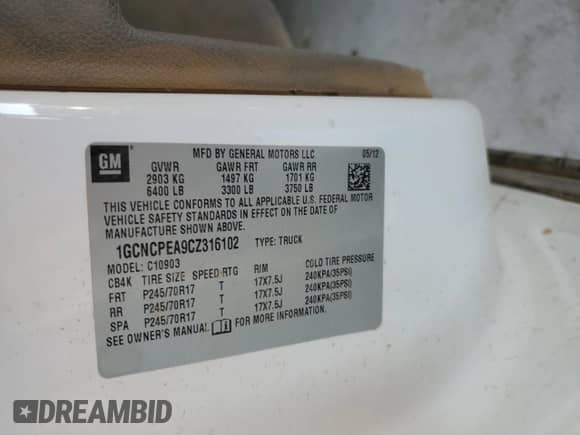 GM
MFD BY GENERAL MOTORS LLC 05/12
GVWR GAWR FRT GAWR RR
2903 KG 1497 KG 1701 KG
6400 LB 3300 LB 3750 LB
THIS VEHICLE CONFORMS TO ALL APPLICABLE U.S. FEDERAL MOTOR
VEHICLE SAFETY STANDARDS IN EFFECT ON THE DATE OF
MANUFACTURE SHOWN ABOVE.
1GCNCPEA9CZ316102 TYPE: TRUCK
MODEL: C10903
CB4K TIRE SIZE SPEED RTG RIM COLD TIRE PRESSURE
FRT P245/70R17 T 17X7.5J 240KPA(35PSI)
RR P245/70R17 T 17X7.5J 240KPA(35PSI)
SPA P245/70R17 T 17X7.5J 240KPA(35PSI)
SEE OWNER'S MANUAL FOR MORE INFORMATION.
DREAMBID